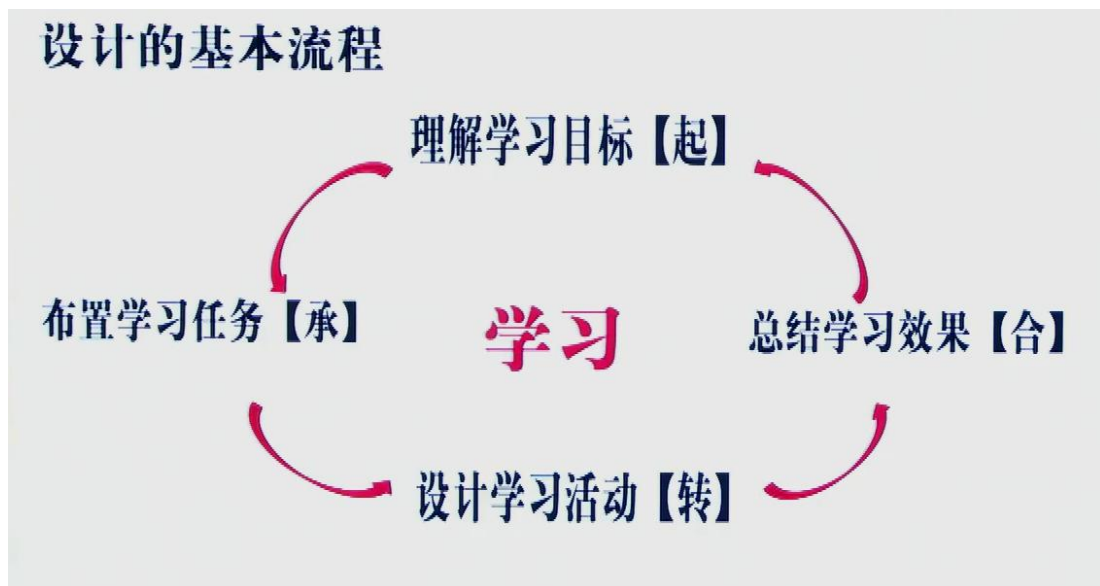 设计的基本流程
理解学习目标【起】
布置学习任务【承】
学习
总结学习效果【合】
设计学习活动【转】